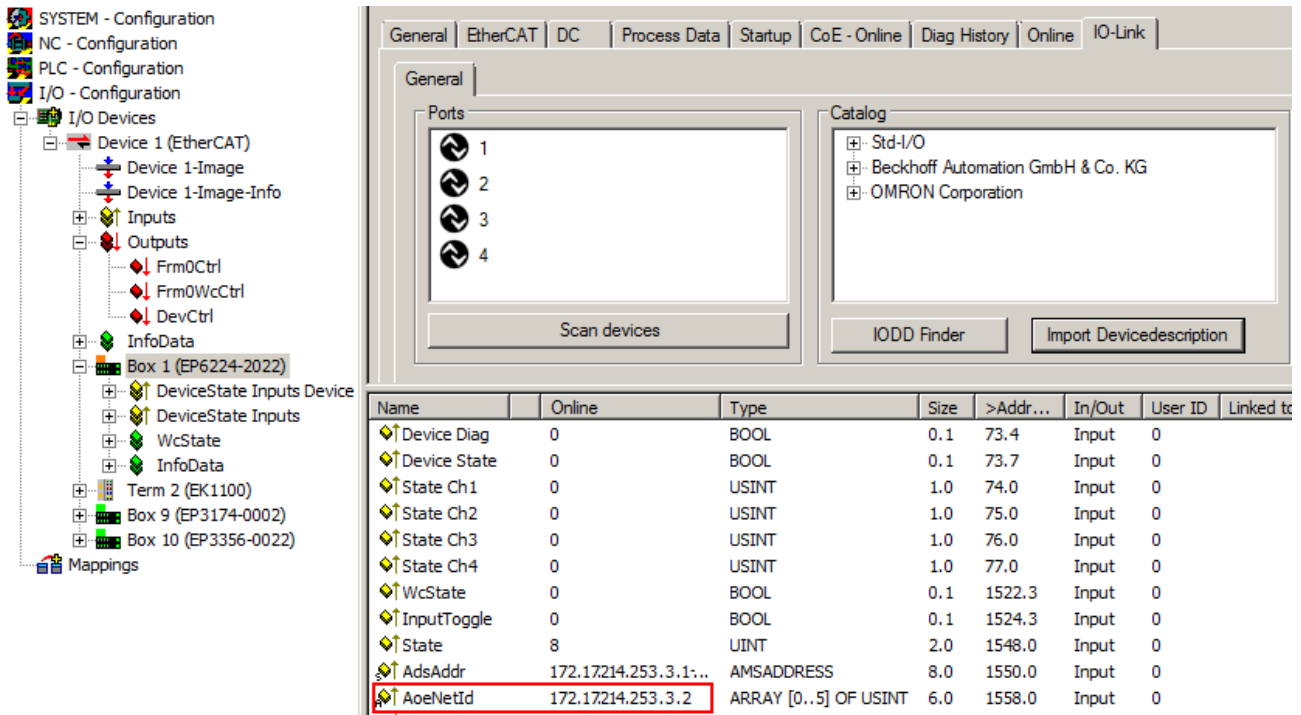 SYSTEM - Configuration
NC - Configuration
PLC - Configuration
I/O - Configuration
I/O Devices
Device 1 (EtherCAT)
Device 1-Image
Device 1-Image-Info
Inputs
Outputs
Frm0Ctrl
Frm0WcCtrl
DevCtrl
InfoData
Box 1 (EP6224-2022)
DeviceState Inputs Device
DeviceState Inputs
WcState
InfoData
Term 2 (EK1100)
Box 9 (EP3174-0002)
Box 10 (EP3356-0022)
Mappings
General EtherCAT DC Process Data Startup CoE - Online Diag History Online IO-Link
General
Ports
1
2
3
4
Scan devices
Catalog
Std-I/O
Beckhoff Automation GmbH & Co. KG
OMRON Corporation
IODD Finder Import Devicedescription
Name Online Type Size >Addr... In/Out User ID Linked to
Device Diag 0 BOOL 0.1 73.4 Input 0
Device State 0 BOOL 0.1 73.7 Input 0
State Ch1 0 USINT 1.0 74.0 Input 0
State Ch2 0 USINT 1.0 75.0 Input 0
State Ch3 0 USINT 1.0 76.0 Input 0
State Ch4 0 USINT 1.0 77.0 Input 0
WcState 0 BOOL 0.1 1522.3 Input 0
InputToggle 0 BOOL 0.1 1524.3 Input 0
State 8 UINT 2.0 1548.0 Input 0
AdsAddr 172.17.214.253.3.1:... AMSADDRESS 8.0 1550.0 Input 0
AoeNetId 172.17.214.253.3.2 ARRAY [0..5] OF USINT 6.0 1558.0 Input 0